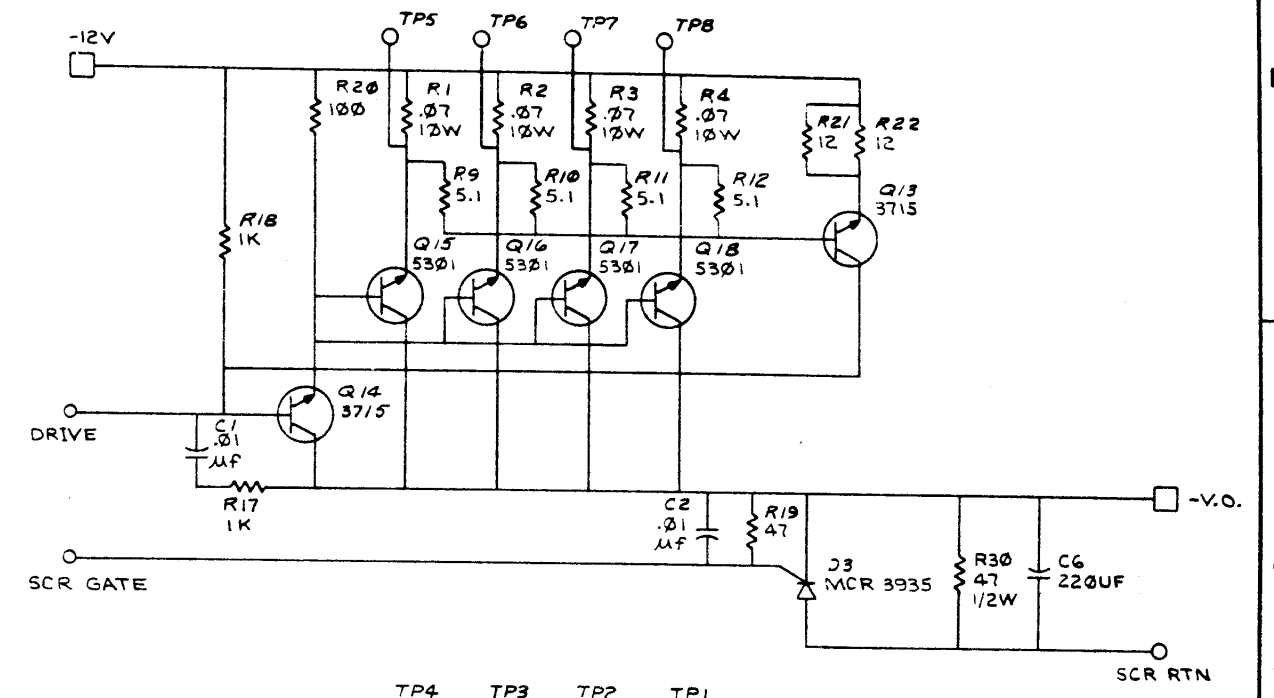 TP5
TP6
TP7
TP8
-12V
R20
100
R1
.07
10W
R2
.07
10W
R3
.07
10W
R4
.07
10W
R21
12
R22
12
R9
5.1
R10
5.1
R11
5.1
R12
5.1
Q13
3715
R18
1K
Q15
5301
Q16
5301
Q17
5301
Q18
5301
Q14
3715
DRIVE
C1
.01
µf
R17
1K
-V.O.
C2
.01
µf
R19
47
SCR GATE
D3
MCR 3935
R30
47
1/2W
C6
220UF
SCR RTN
TP4
TP3
TP2
TP1